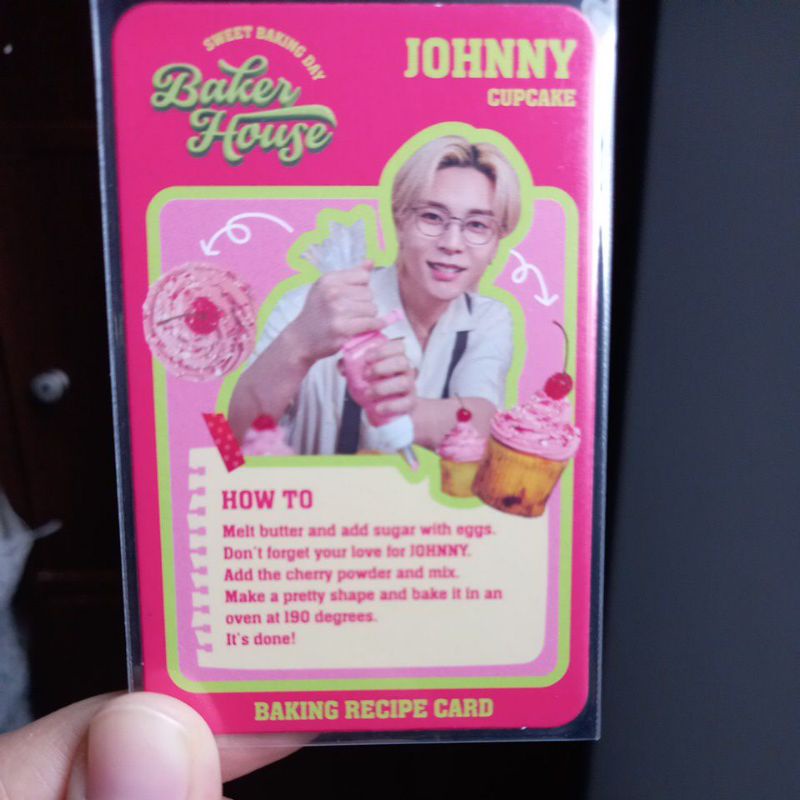 SWEET BAKING DAY
Baker
House
JOHNNY
CUPCAKE
HOW TO
Melt butter and add sugar with eggs.
Don't forget your love for JOHNNY.
Add the cherry powder and mix.
Make a pretty shape and bake it in an
oven at 190 degrees.
It's done!
BAKING RECIPE CARD